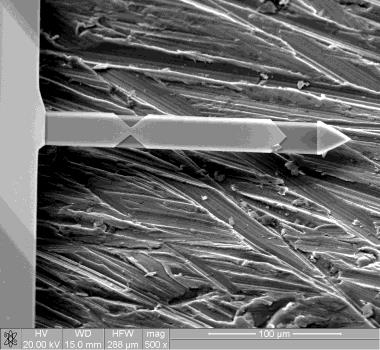 HV WD HFW mag 100 µm
20.00 kV 15.0 mm 288 µm 500 x